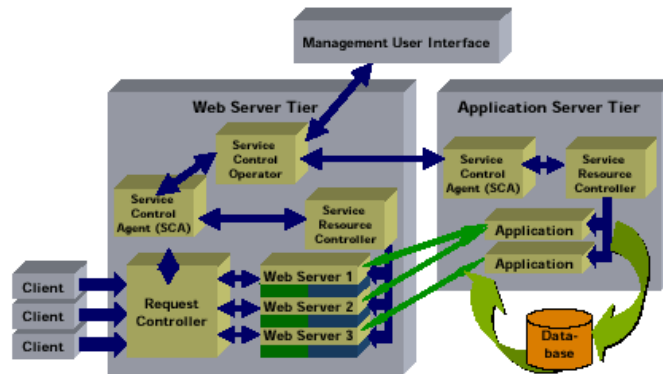 Management User Interface
Web Server Tier
Application Server Tier
Service
Control
Operator
Service
Control
Agent (SCA)
Service
Resource
Controller
Service
Control
Agent (SCA)
Service
Resource
Controller
Application
Application
Client
Client
Client
Request
Controller
Web Server 1
Web Server 2
Web Server 3
Data-
base